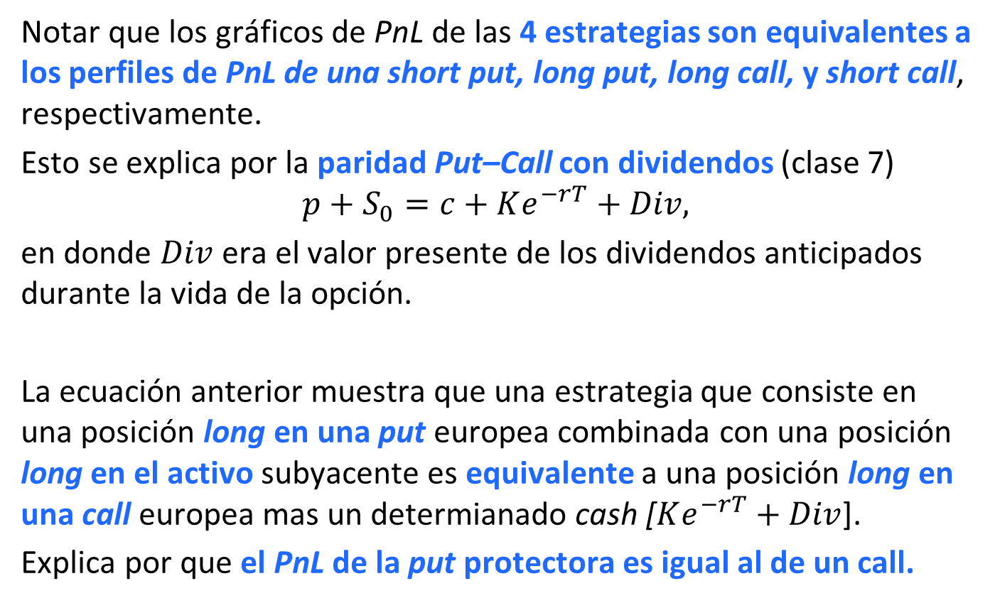 Notar que los gráficos de PnL de las 4 estrategias son equivalentes a
los perfiles de PnL de una short put, long put, long call, y short call,
respectivamente.
Esto se explica por la paridad Put–Call con dividendos (clase 7)
p + S₀ = c + Ke⁻ʳᵀ + Div,
en donde Div era el valor presente de los dividendos anticipados
durante la vida de la opción.
La ecuación anterior muestra que una estrategia que consiste en
una posición long en una put europea combinada con una posición
long en el activo subyacente es equivalente a una posición long en
una call europea mas un determianado cash [Ke⁻ʳᵀ + Div].
Explica por que el PnL de la put protectora es igual al de un call.